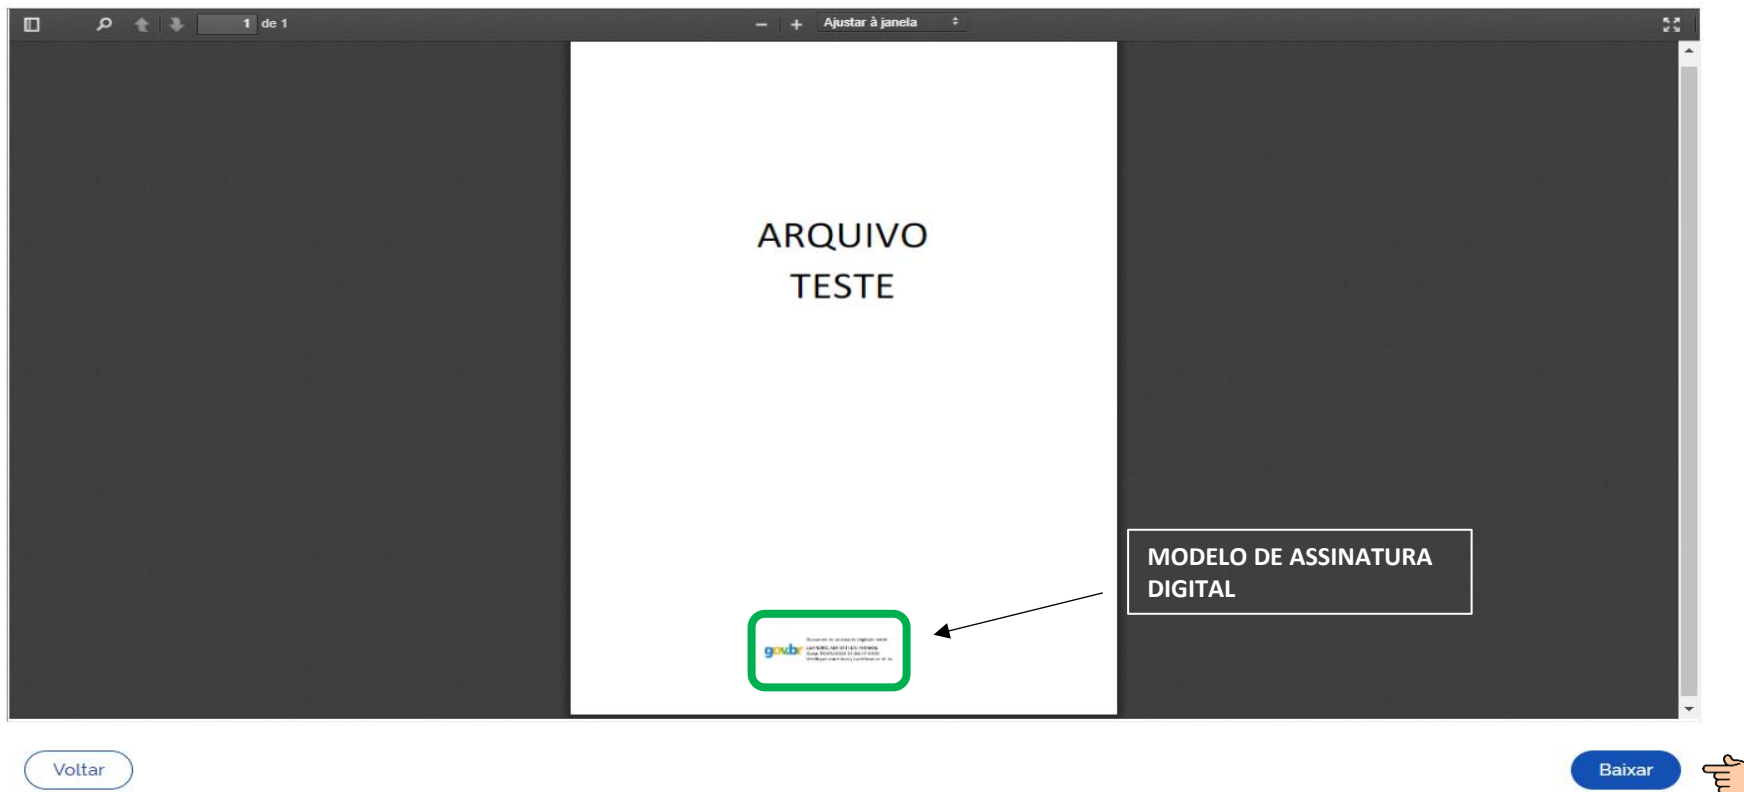 1 de 1
Ajustar à janela
ARQUIVO
TESTE
MODELO DE ASSINATURA
DIGITAL
gov.br
Voltar
Baixar